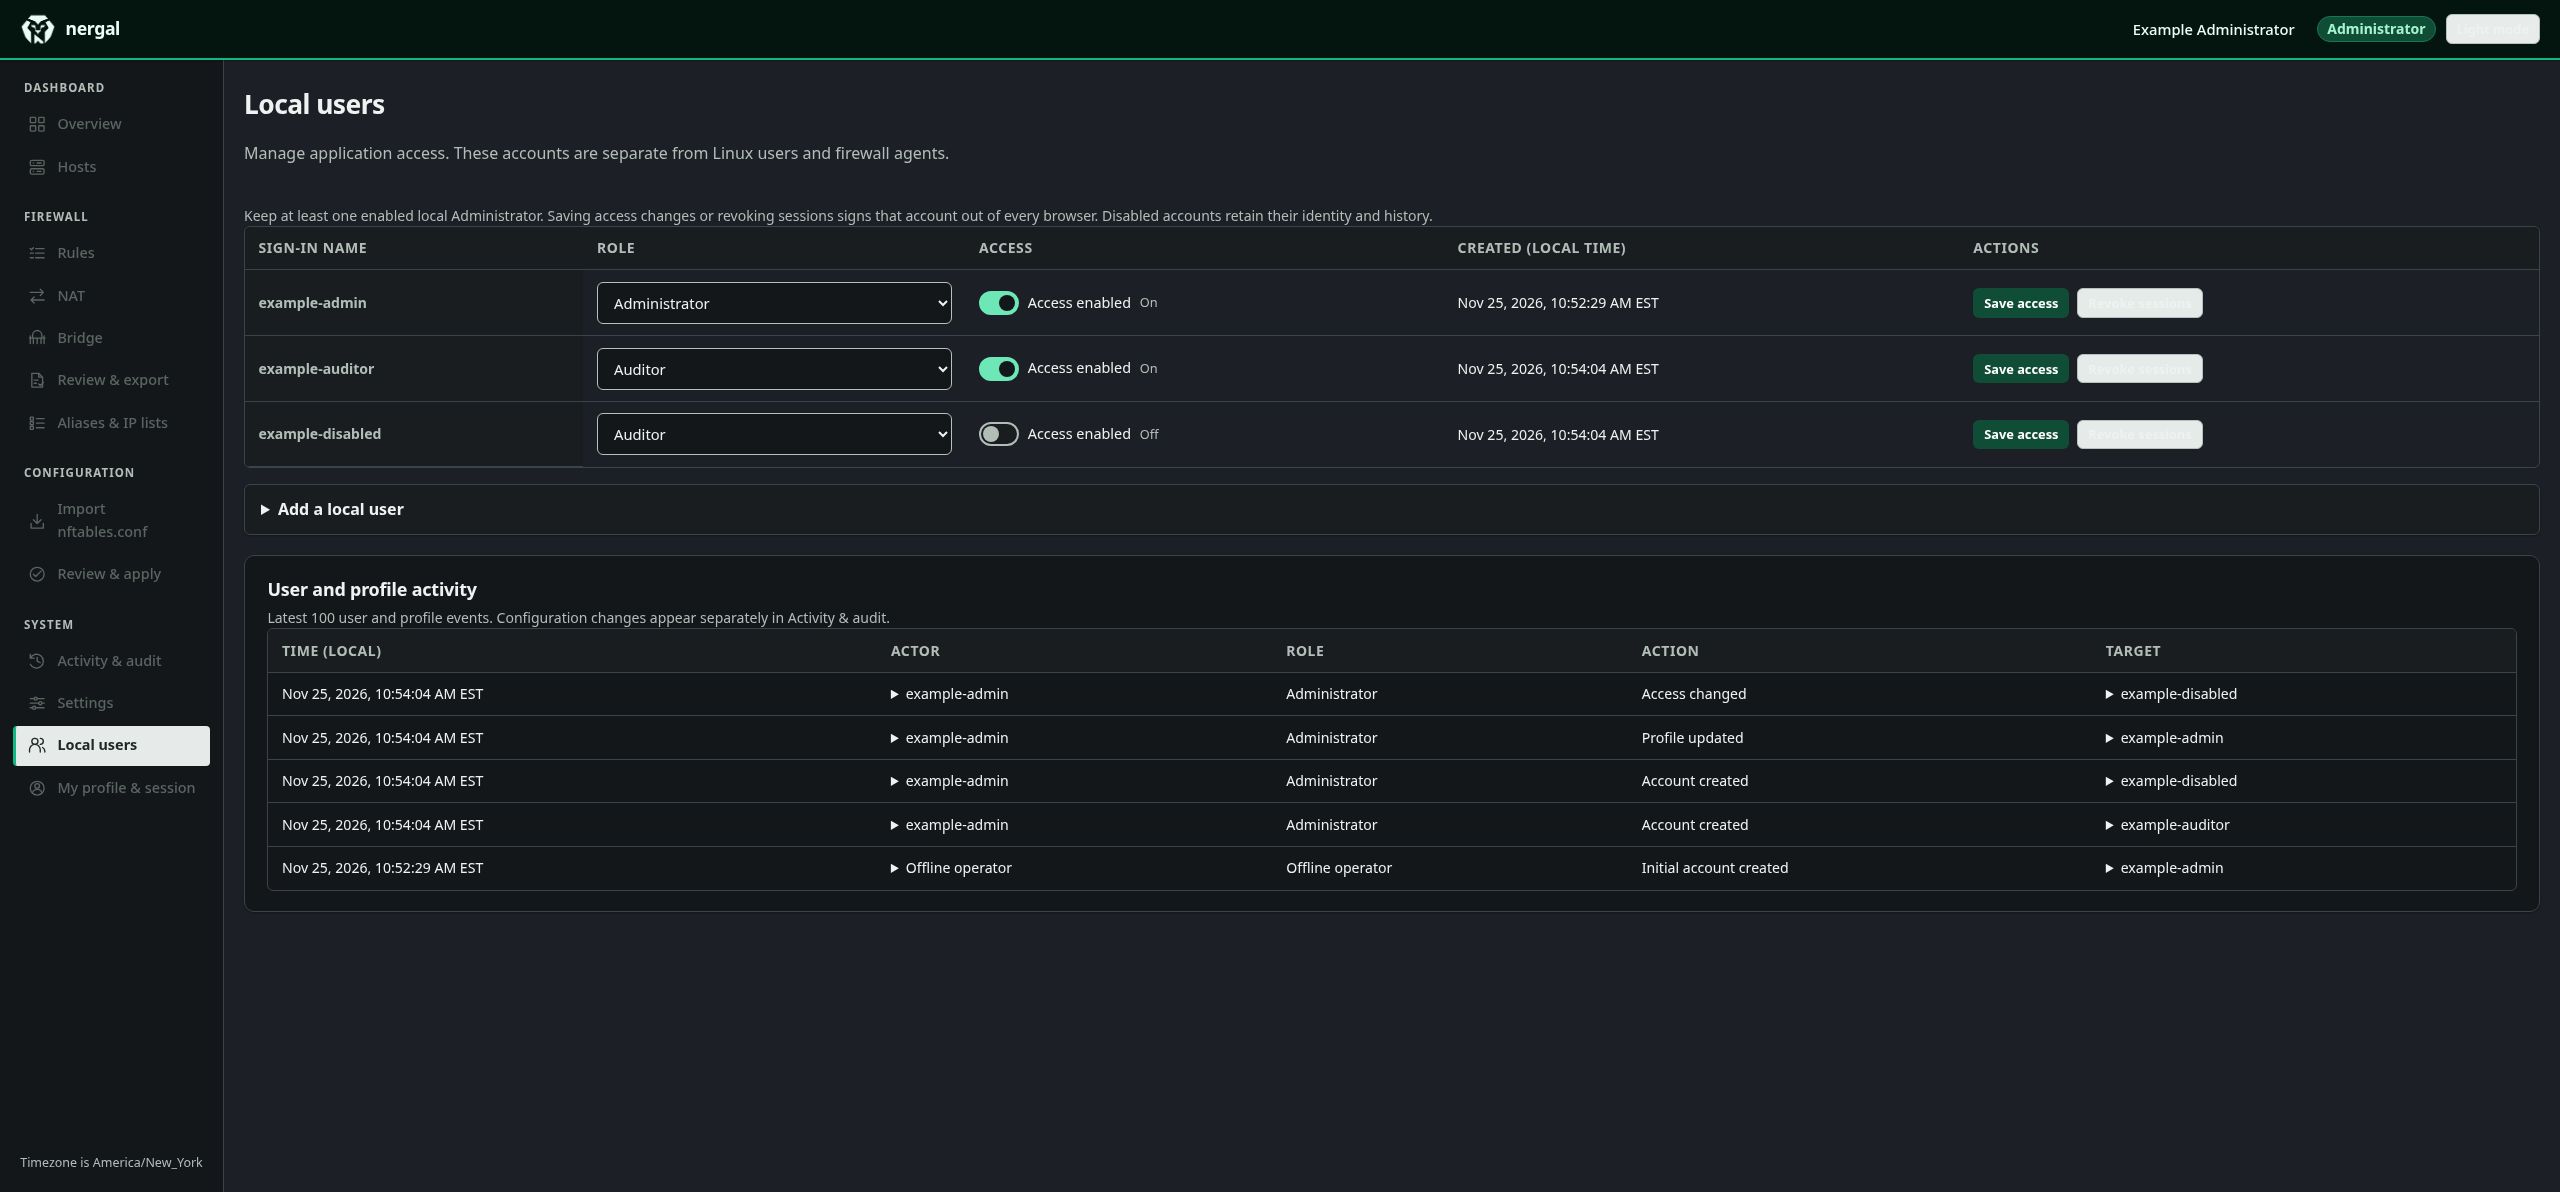 nergal
Example Administrator
Administrator
Light mode
DASHBOARD
Overview
Hosts
FIREWALL
Rules
NAT
Bridge
Review & export
Aliases & IP lists
CONFIGURATION
Import
nftables.conf
Review & apply
SYSTEM
Activity & audit
Settings
Local users
My profile & session
Timezone is America/New_York
Local users
Manage application access. These accounts are separate from Linux users and firewall agents.
Keep at least one enabled local Administrator. Saving access changes or revoking sessions signs that account out of every browser. Disabled accounts retain their identity and history.
SIGN-IN NAME ROLE ACCESS CREATED (LOCAL TIME) ACTIONS
example-admin Administrator Access enabled On Nov 25, 2026, 10:52:29 AM EST Save access Revoke sessions
example-auditor Auditor Access enabled On Nov 25, 2026, 10:54:04 AM EST Save access Revoke sessions
example-disabled Auditor Access enabled Off Nov 25, 2026, 10:54:04 AM EST Save access Revoke sessions
Add a local user
User and profile activity
Latest 100 user and profile events. Configuration changes appear separately in Activity & audit.
TIME (LOCAL) ACTOR ROLE ACTION TARGET
Nov 25, 2026, 10:54:04 AM EST example-admin Administrator Access changed example-disabled
Nov 25, 2026, 10:54:04 AM EST example-admin Administrator Profile updated example-admin
Nov 25, 2026, 10:54:04 AM EST example-admin Administrator Account created example-disabled
Nov 25, 2026, 10:54:04 AM EST example-admin Administrator Account created example-auditor
Nov 25, 2026, 10:52:29 AM EST Offline operator Offline operator Initial account created example-admin